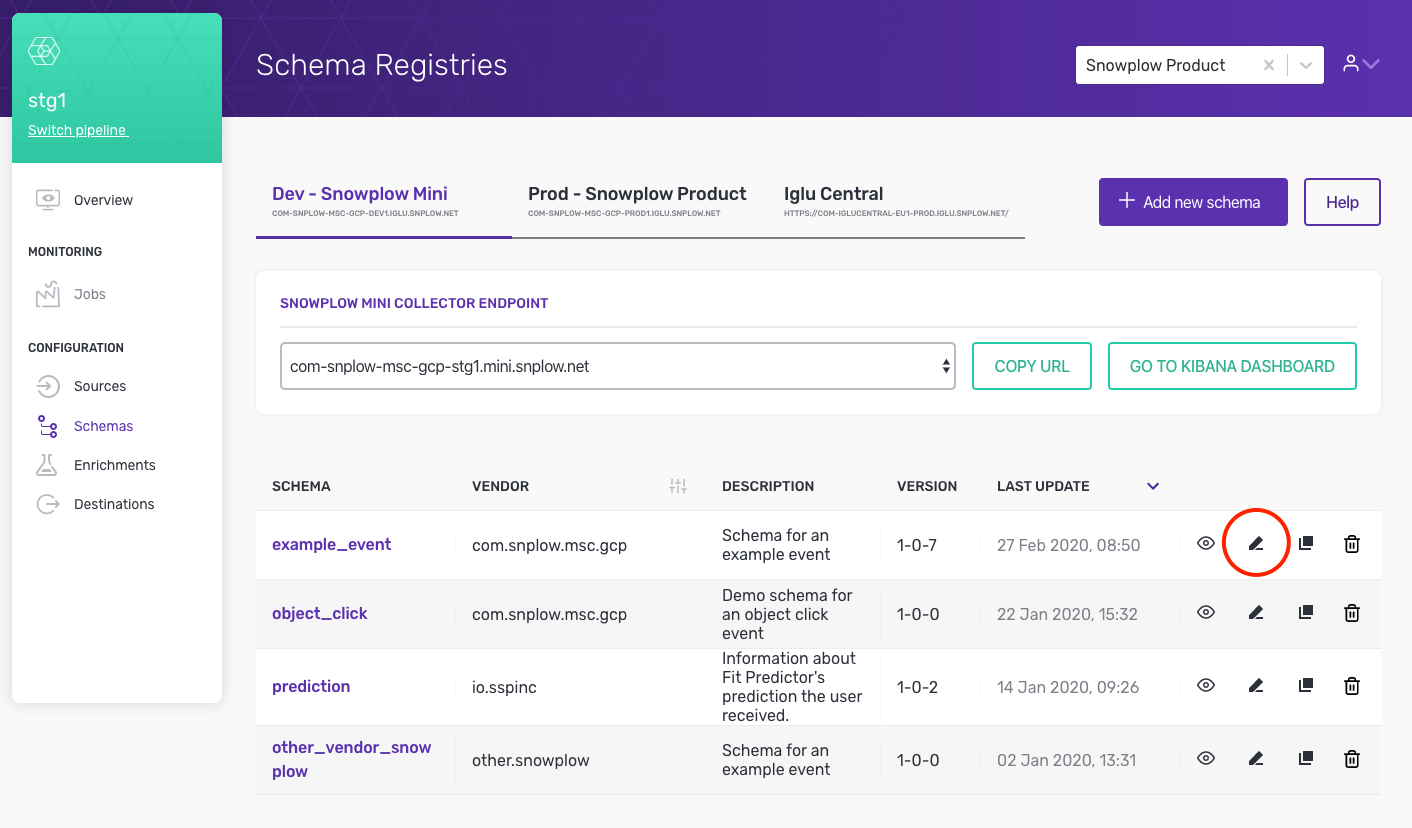 stg1
Switch pipeline
Overview
MONITORING
Jobs
CONFIGURATION
Sources
Schemas
Enrichments
Destinations
Schema Registries
Snowplow Product
Dev - Snowplow Mini
COM-SNPLOW-MSC-GCP-DEV1.IGLU.SNPLOW.NET
Prod - Snowplow Product
COM-SNPLOW-MSC-GCP-PROD1.IGLU.SNPLOW.NET
Iglu Central
HTTPS://COM-IGLUCENTRAL-EU1-PROD.IGLU.SNPLOW.NET/
Add new schema
Help
SNOWPLOW MINI COLLECTOR ENDPOINT
com-snplow-msc-gcp-stg1.mini.snplow.net
COPY URL
GO TO KIBANA DASHBOARD
SCHEMA VENDOR DESCRIPTION VERSION LAST UPDATE
example_event
com.snplow.msc.gcp
Schema for an
example event
1-0-7
27 Feb 2020, 08:50
object_click
com.snplow.msc.gcp
Demo schema for
an object click
event
1-0-0
22 Jan 2020, 15:32
prediction
io.sspinc
Information about
Fit Predictor's
prediction the user
received.
1-0-2
14 Jan 2020, 09:26
other_vendor_snow
plow
other.snowplow
Schema for an
example event
1-0-0
02 Jan 2020, 13:31